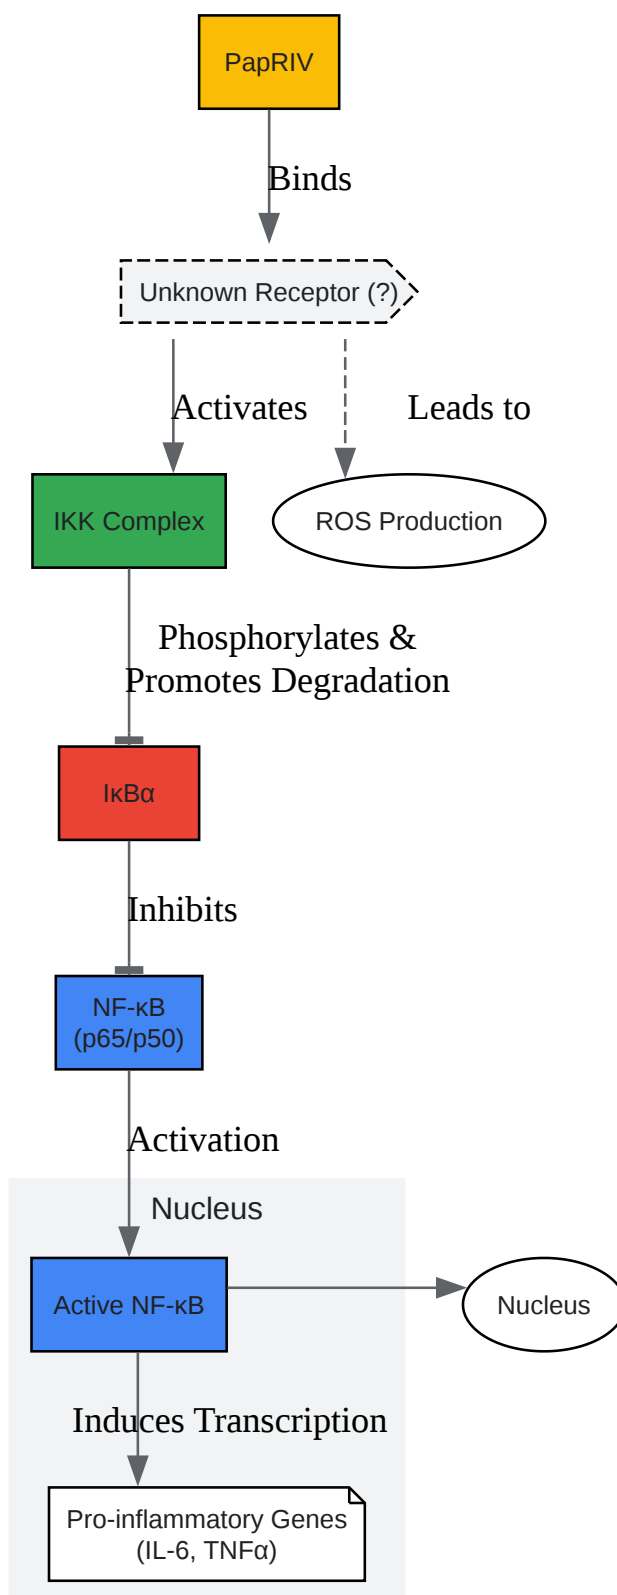 PapRIV
Binds
Unknown Receptor (?)
Activates
Leads to
IKK Complex
ROS Production
Phosphorylates &
Promotes Degradation
IκBα
Inhibits
NF-κB
(p65/p50)
Activation
Nucleus
Active NF-κB
Nucleus
Induces Transcription
Pro-inflammatory Genes
(IL-6, TNFα)